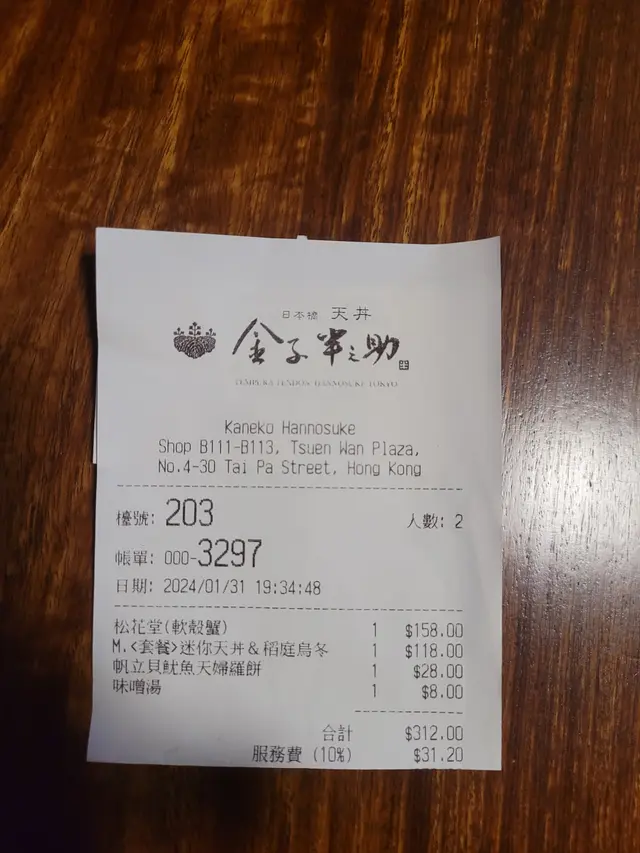 日本橋 天丼
金子半之助
TEMPURA TENDON HANNOSUKE TOKYO
Kaneko Hannosuke
Shop B111-B113, Tsuen Wan Plaza,
No.4-30 Tai Pa Street, Hong Kong
檯號: 203 人數: 2
帳單: 000-3297
日期: 2024/01/31 19:34:48
松花堂(軟殼蟹) 1 $158.00
M.<套餐>迷你天丼&稻庭烏冬 1 $118.00
帆立貝魷魚天婦羅餅 1 $28.00
味噌湯 1 $8.00
合計 $312.00
服務費 (10%) $31.20